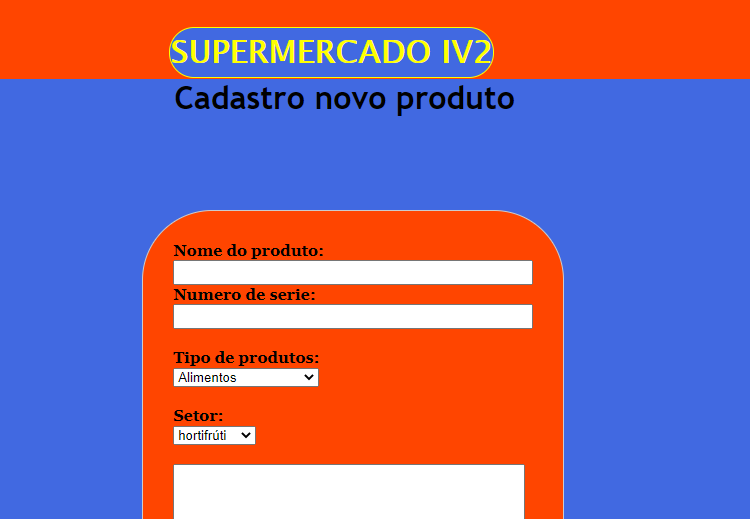 SUPERMERCADO IV2
Cadastro novo produto
Nome do produto:
Numero de serie:
Tipo de produtos:
Alimentos
Setor:
hortifrúti